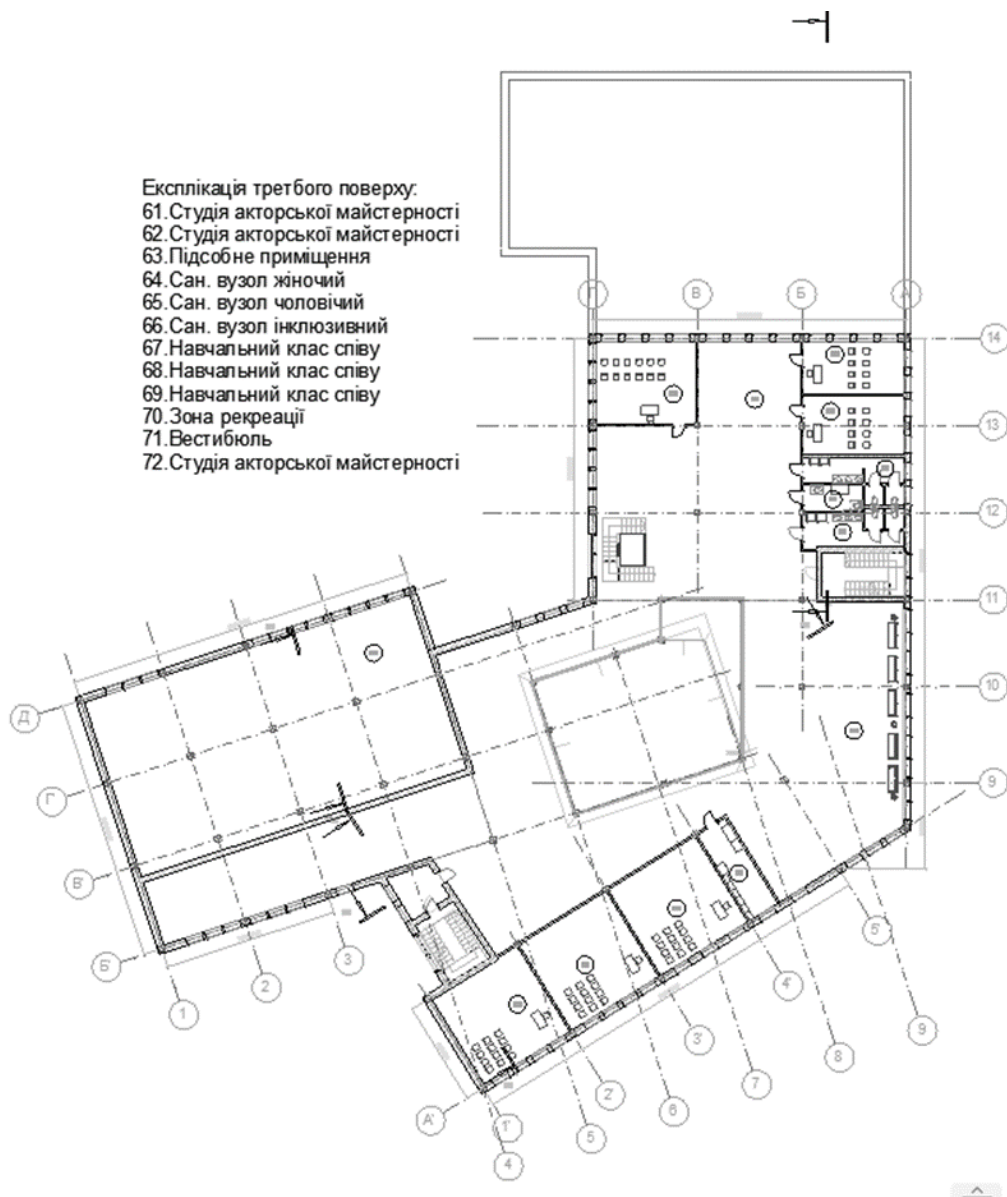 Експлікація третбого поверху:
61.Студія акторської майстерності
62.Студія акторської майстерності
63.Підсобне приміщення
64.Сан. вузол жіночий
65.Сан. вузол чоловічий
66.Сан. вузол інклюзивний
67.Навчальний клас співу
68.Навчальний клас співу
69.Навчальний клас співу
70.Зона рекреації
71.Вестибюль
72.Студія акторської майстерності
Г В Б А
14
13
12
11
10
9
Д
Г'
В'
Б'
А'
1
2
3
1'
4
5
2'
6
3'
7
4'
8
5'
9